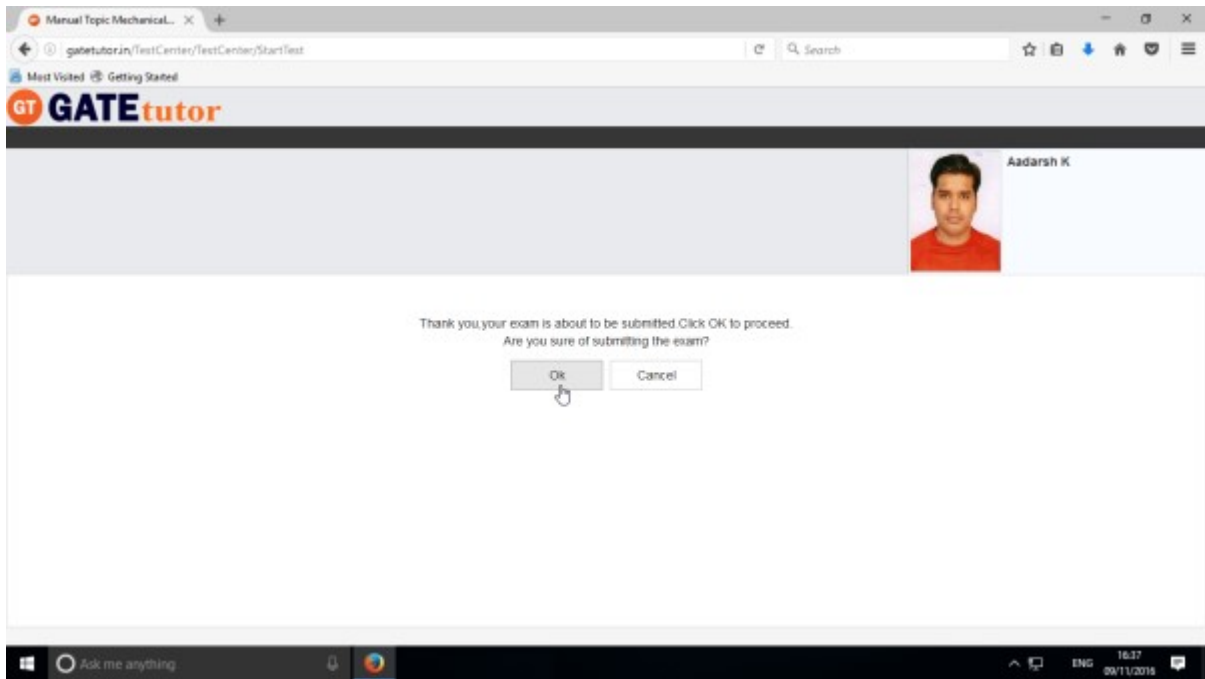 Manual Topic Mechanical...
gatetutor.in/TestCenter/TestCenter/StartTest
Search
Most Visited Getting Started
GT GATEtutor
Aadarsh K
Thank you,your exam is about to be submitted.Click OK to proceed.
Are you sure of submitting the exam?
Ok Cancel
Ask me anything
ENG
16:37
09/11/2016